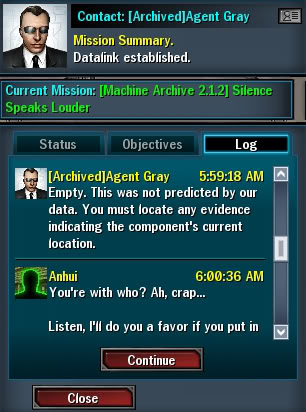 Contact: [Archived]Agent Gray
Mission Summary.
Datalink established.
Current Mission: [Machine Archive 2.1.2] Silence
Speaks Louder
Status
Objectives
Log
[Archived]Agent Gray 5:59:18 AM
Empty. This was not predicted by our
data. You must locate any evidence
indicating the component's current
location.
Anhui 6:00:36 AM
You're with who? Ah, crap...
Listen, I'll do you a favor if you put in
Continue
Close